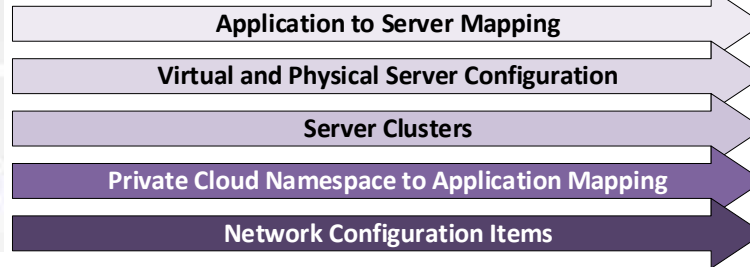 Application to Server Mapping
Virtual and Physical Server Configuration
Server Clusters
Private Cloud Namespace to Application Mapping
Network Configuration Items